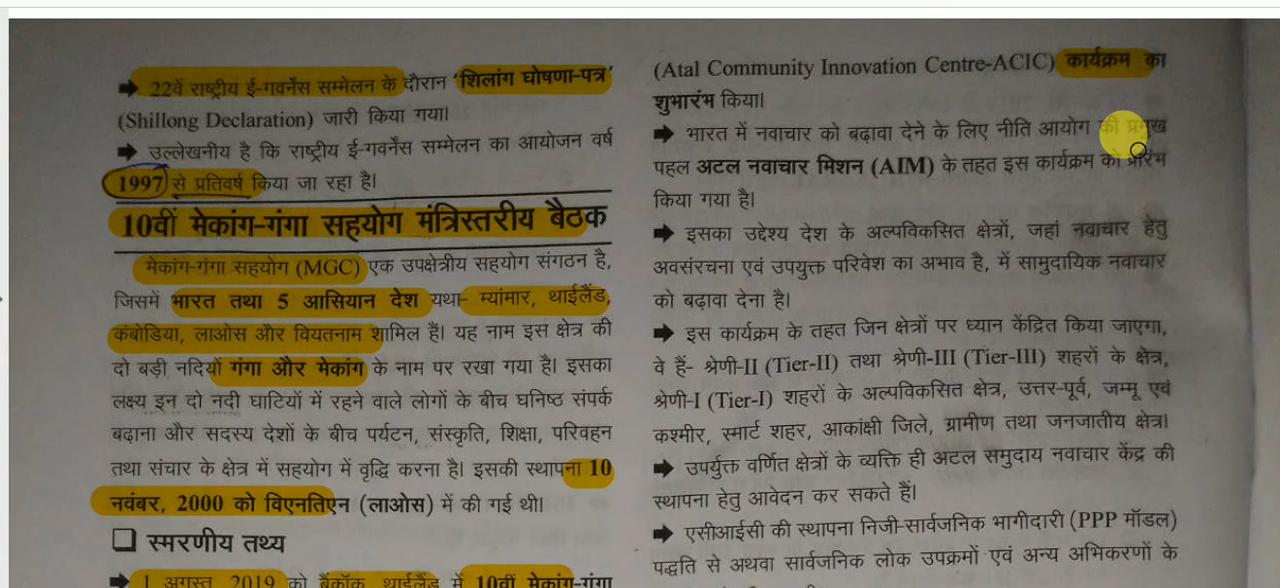 ➡ 22वें राष्ट्रीय ई-गवर्नेंस सम्मेलन के दौरान 'शिलांग घोषणा-पत्र'
(Shillong Declaration) जारी किया गया।
➡ उल्लेखनीय है कि राष्ट्रीय ई-गवर्नेंस सम्मेलन का आयोजन वर्ष
1997 से प्रतिवर्ष किया जा रहा है।
10वीं मेकांग-गंगा सहयोग मंत्रिस्तरीय बैठक
मेकांग-गंगा सहयोग (MGC) एक उपक्षेत्रीय सहयोग संगठन है,
जिसमें भारत तथा 5 आसियान देश यथा- म्यांमार, थाईलैंड,
कंबोडिया, लाओस और वियतनाम शामिल हैं। यह नाम इस क्षेत्र की
दो बड़ी नदियों गंगा और मेकांग के नाम पर रखा गया है। इसका
लक्ष्य इन दो नदी घाटियों में रहने वाले लोगों के बीच घनिष्ठ संपर्क
बढ़ाना और सदस्य देशों के बीच पर्यटन, संस्कृति, शिक्षा, परिवहन
तथा संचार के क्षेत्र में सहयोग में वृद्धि करना है। इसकी स्थापना 10
नवंबर, 2000 को विएनतिएन (लाओस) में की गई थी।
❑ स्मरणीय तथ्य
➡ 1 अगस्त, 2019 को बैंकॉक, थाईलैंड में 10वीं मेकांग-गंगा
(Atal Community Innovation Centre-ACIC) कार्यक्रम का
शुभारंभ किया।
➡ भारत में नवाचार को बढ़ावा देने के लिए नीति आयोग की प्रमुख
पहल अटल नवाचार मिशन (AIM) के तहत इस कार्यक्रम को प्रारंभ
किया गया है।
➡ इसका उद्देश्य देश के अल्पविकसित क्षेत्रों, जहां नवाचार हेतु
अवसंरचना एवं उपयुक्त परिवेश का अभाव है, में सामुदायिक नवाचार
को बढ़ावा देना है।
➡ इस कार्यक्रम के तहत जिन क्षेत्रों पर ध्यान केंद्रित किया जाएगा,
वे हैं- श्रेणी-II (Tier-II) तथा श्रेणी-III (Tier-III) शहरों के क्षेत्र,
श्रेणी-I (Tier-I) शहरों के अल्पविकसित क्षेत्र, उत्तर-पूर्व, जम्मू एवं
कश्मीर, स्मार्ट शहर, आकांक्षी जिले, ग्रामीण तथा जनजातीय क्षेत्र।
➡ उपर्युक्त वर्णित क्षेत्रों के व्यक्ति ही अटल समुदाय नवाचार केंद्र की
स्थापना हेतु आवेदन कर सकते हैं।
➡ एसीआईसी की स्थापना निजी-सार्वजनिक भागीदारी (PPP मॉडल)
पद्धति से अथवा सार्वजनिक लोक उपक्रमों एवं अन्य अभिकरणों के